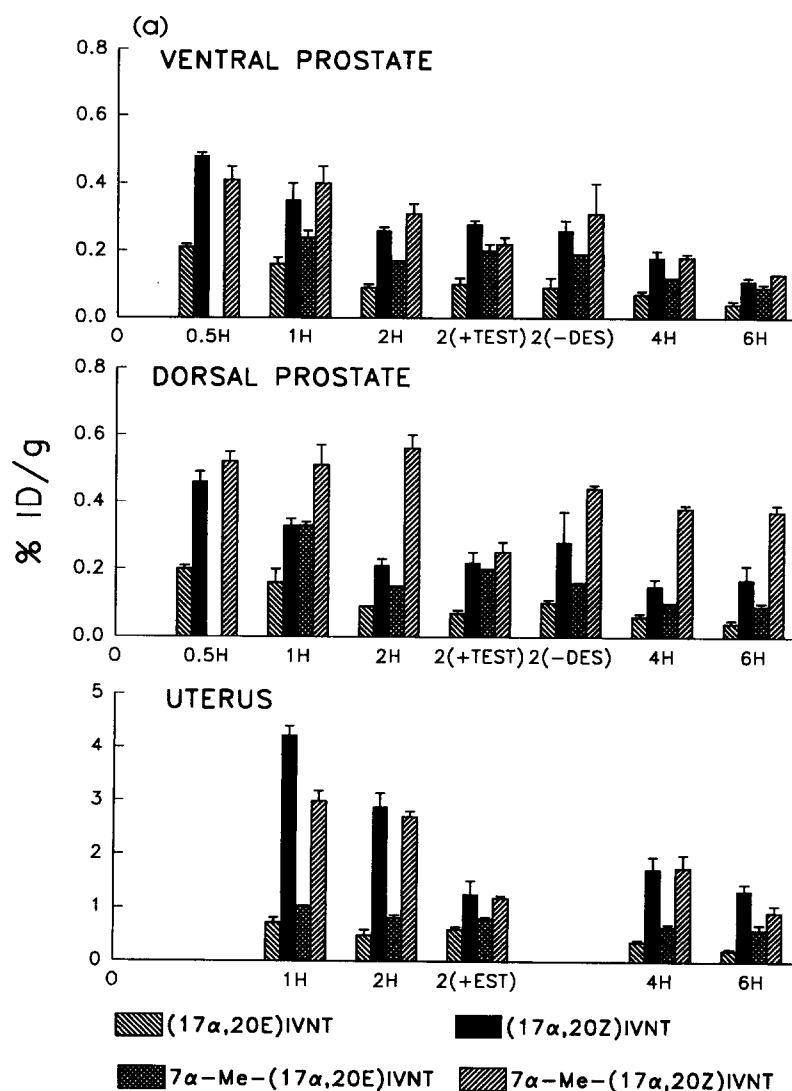 (a)
VENTRAL PROSTATE
0.8
0.6
0.4
0.2
0.0
0 0.5H 1H 2H 2(+TEST) 2(-DES) 4H 6H
DORSAL PROSTATE
0.8
0.6
0.4
0.2
0.0
0 0.5H 1H 2H 2(+TEST) 2(-DES) 4H 6H
% ID/g
UTERUS
5
4
3
2
1
0
0 1H 2H 2(+EST) 4H 6H
(17α,20E)IVNT (17α,20Z)IVNT
7α-Me-(17α,20E)IVNT 7α-Me-(17α,20Z)IVNT